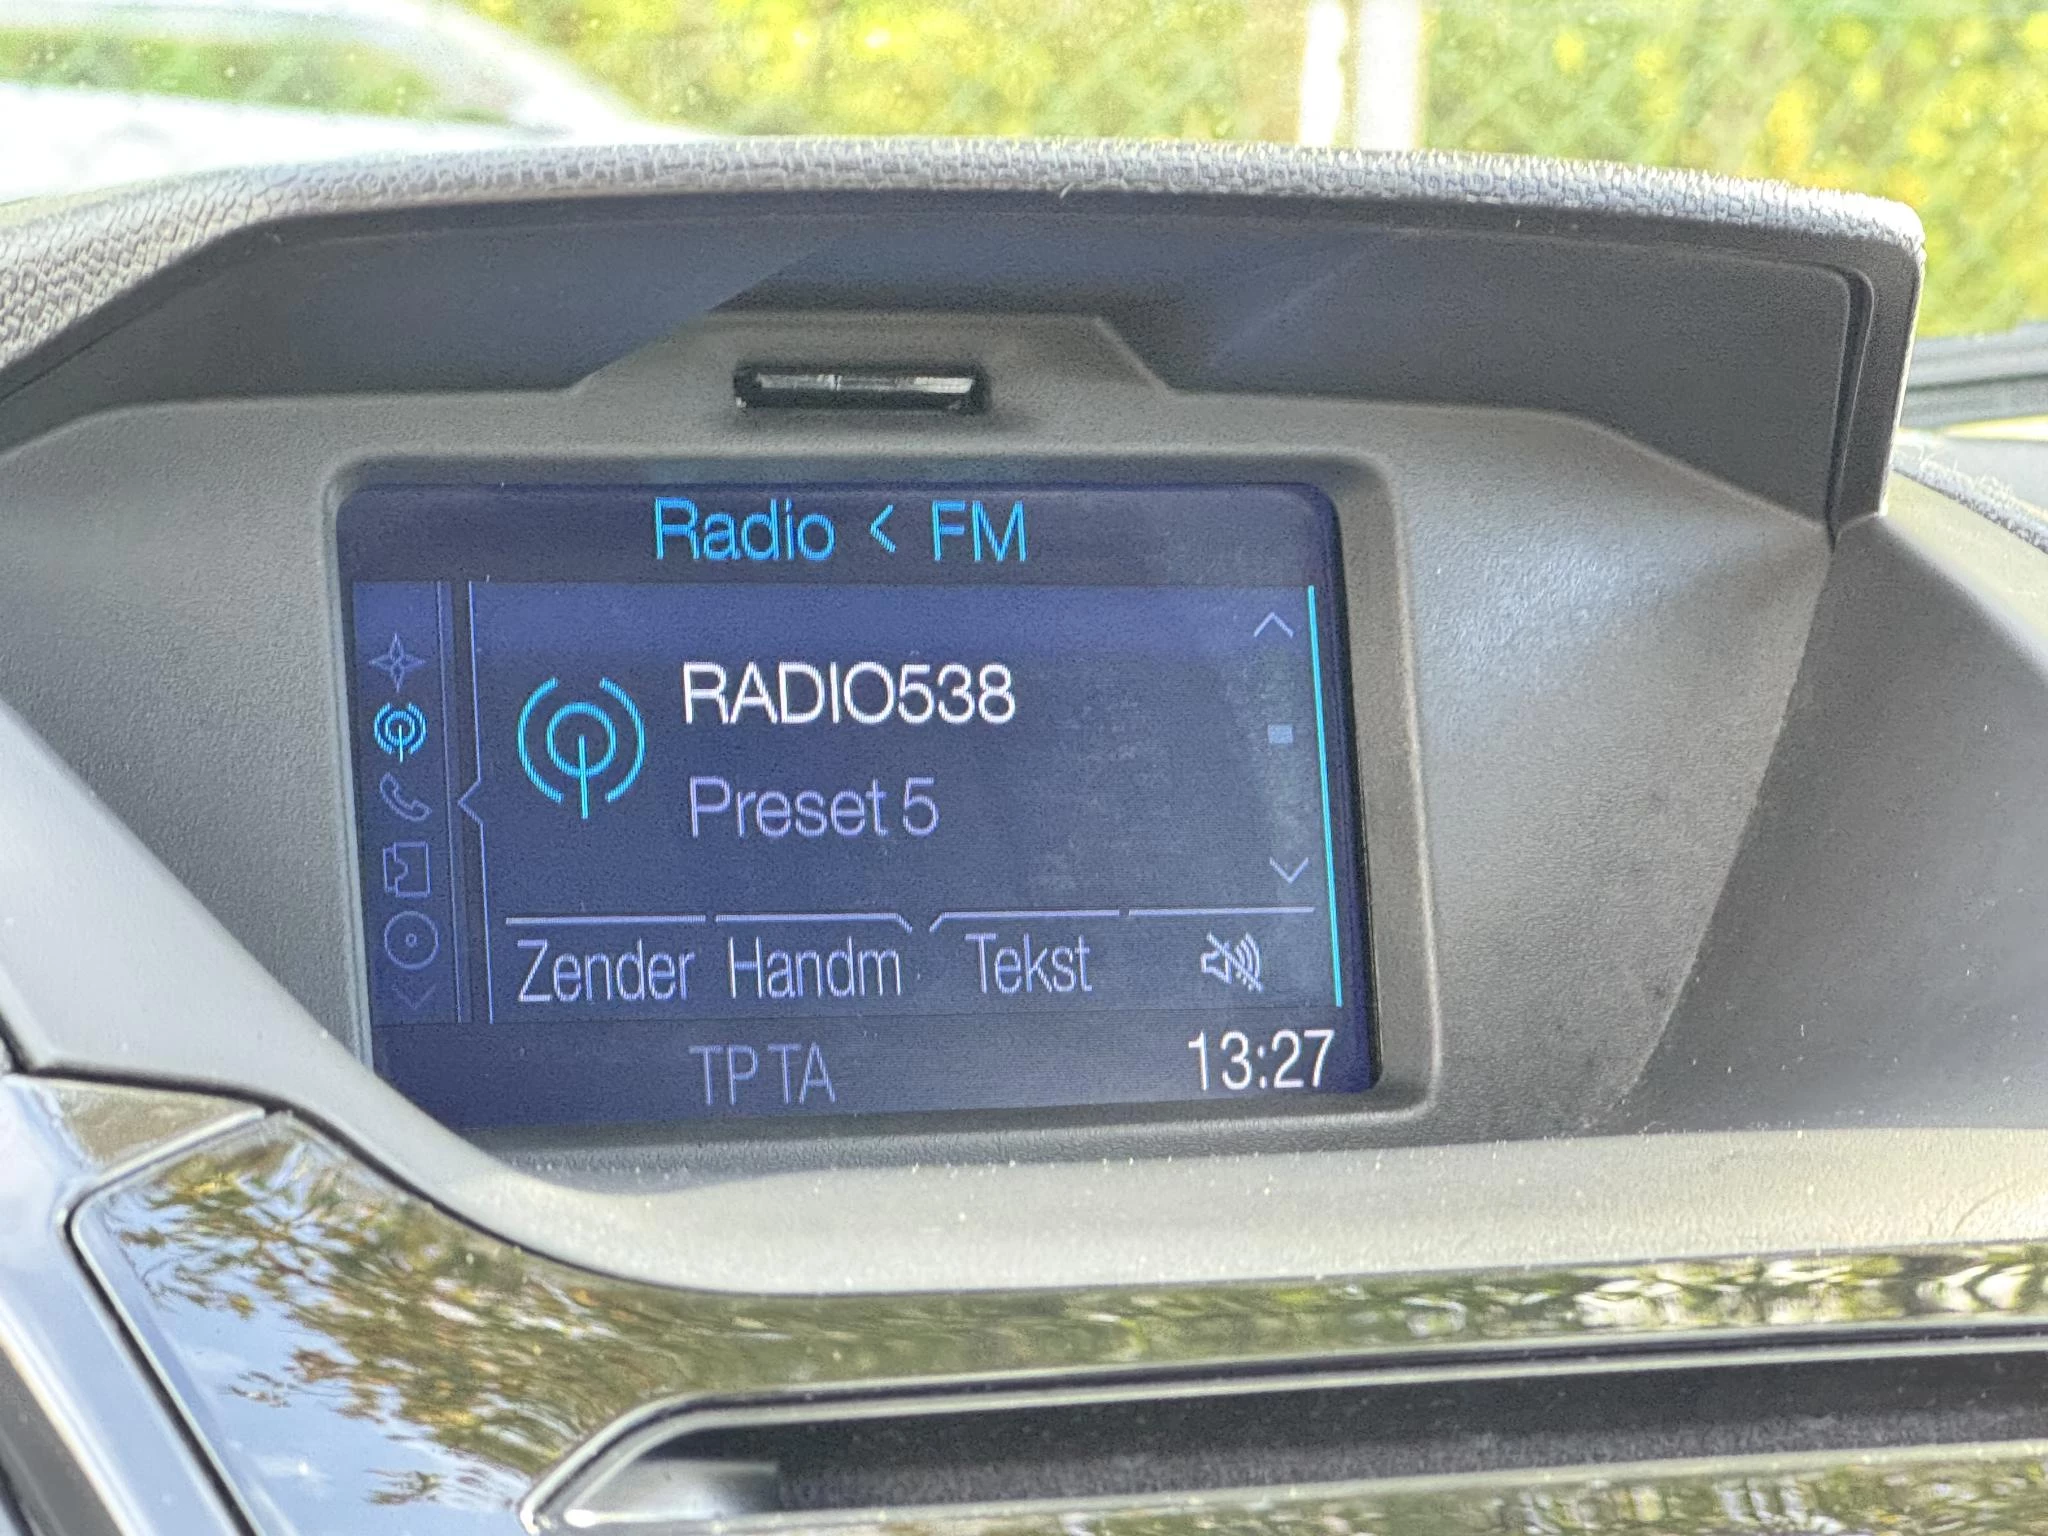 Radio < FM
RADIO538
Preset 5
Zender Handm Tekst
TP TA 13:27